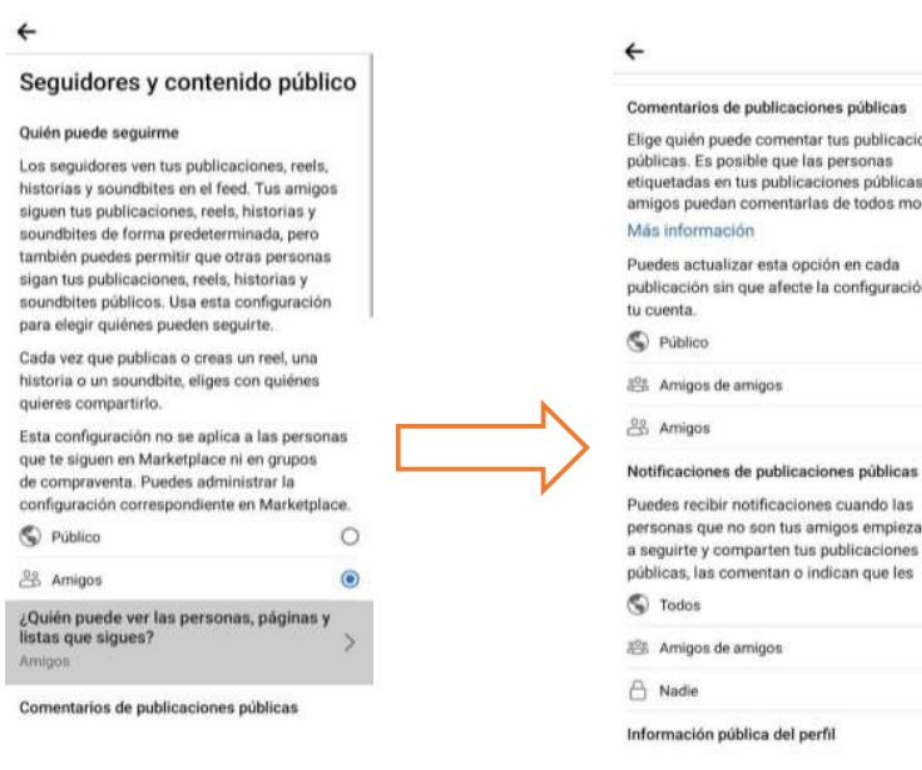 Seguidores y contenido público
Quién puede seguirme
Los seguidores ven tus publicaciones, reels,
historias y soundbites en el feed. Tus amigos
siguen tus publicaciones, reels, historias y
soundbites de forma predeterminada, pero
también puedes permitir que otras personas
sigan tus publicaciones, reels, historias y
soundbites públicos. Usa esta configuración
para elegir quiénes pueden seguirte.
Cada vez que publicas o creas un reel, una
historia o un soundbite, eliges con quiénes
quieres compartirlo.
Esta configuración no se aplica a las personas
que te siguen en Marketplace ni en grupos
de compraventa. Puedes administrar la
configuración correspondiente en Marketplace.
Público
Amigos
¿Quién puede ver las personas, páginas y
listas que sigues?
Amigos
Comentarios de publicaciones públicas
Comentarios de publicaciones públicas
Elige quién puede comentar tus publicacio
públicas. Es posible que las personas
etiquetadas en tus publicaciones públicas
amigos puedan comentarlas de todos mo
Más información
Puedes actualizar esta opción en cada
publicación sin que afecte la configuració
tu cuenta.
Público
Amigos de amigos
Amigos
Notificaciones de publicaciones públicas
Puedes recibir notificaciones cuando las
personas que no son tus amigos empieza
a seguirte y comparten tus publicaciones
públicas, las comentan o indican que les
Todos
Amigos de amigos
Nadie
Información pública del perfil